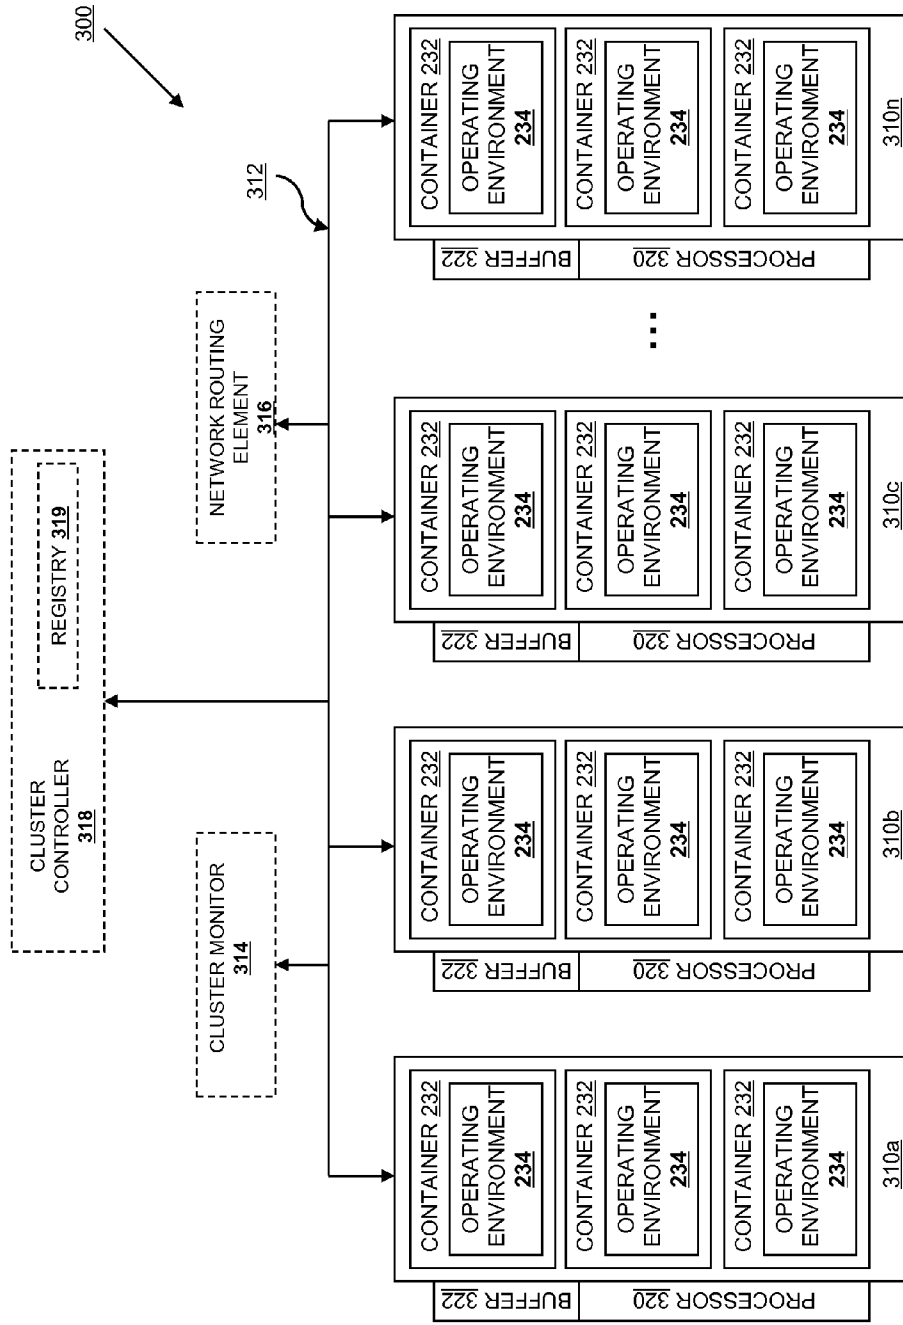 CLUSTER
CONTROLLER
318
REGISTRY 319
300
CLUSTER MONITOR
314
NETWORK ROUTING
ELEMENT
316
312
BUFFER 322
PROCESSOR 320
CONTAINER 232
OPERATING
ENVIRONMENT
234
CONTAINER 232
OPERATING
ENVIRONMENT
234
CONTAINER 232
OPERATING
ENVIRONMENT
234
310a
BUFFER 322
PROCESSOR 320
CONTAINER 232
OPERATING
ENVIRONMENT
234
CONTAINER 232
OPERATING
ENVIRONMENT
234
CONTAINER 232
OPERATING
ENVIRONMENT
234
310b
BUFFER 322
PROCESSOR 320
CONTAINER 232
OPERATING
ENVIRONMENT
234
CONTAINER 232
OPERATING
ENVIRONMENT
234
CONTAINER 232
OPERATING
ENVIRONMENT
234
310c
...
BUFFER 322
PROCESSOR 320
CONTAINER 232
OPERATING
ENVIRONMENT
234
CONTAINER 232
OPERATING
ENVIRONMENT
234
CONTAINER 232
OPERATING
ENVIRONMENT
234
310n